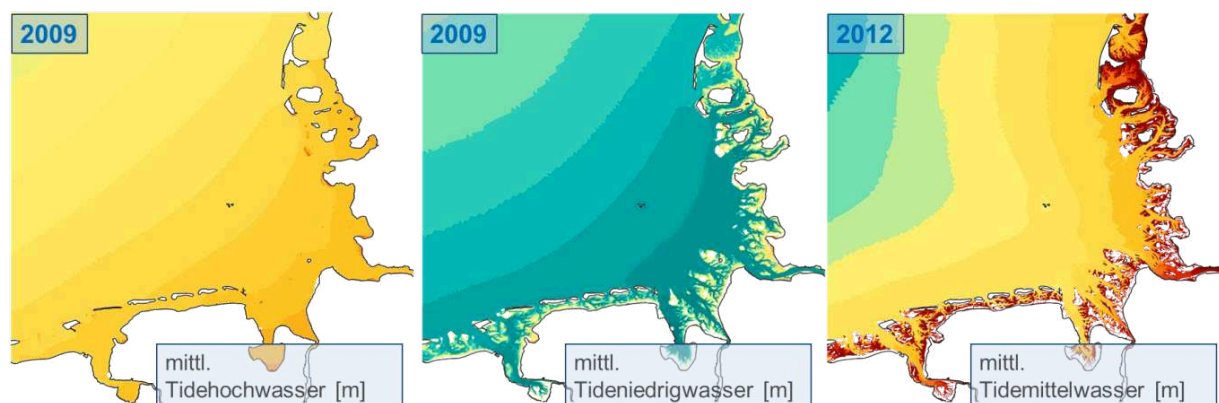 2009
mittl.
Tidehochwasser [m]
2009
mittl.
Tideniedrigwasser [m]
2012
mittl.
Tidemittelwasser [m]